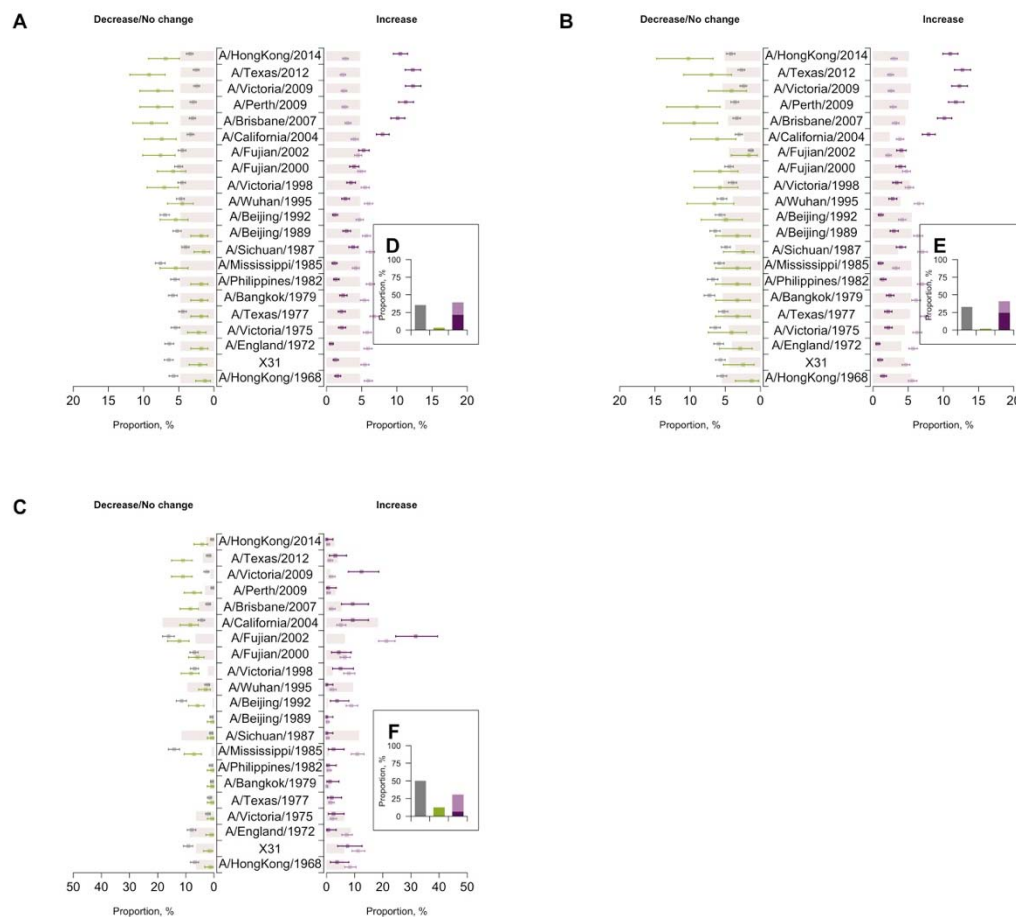 A
Decrease/No change
Increase
A/HongKong/2014
A/Texas/2012
A/Victoria/2009
A/Perth/2009
A/Brisbane/2007
A/California/2004
A/Fujian/2002
A/Fujian/2000
A/Victoria/1998
A/Wuhan/1995
A/Beijing/1992
A/Beijing/1989
A/Sichuan/1987
A/Mississippi/1985
A/Philippines/1982
A/Bangkok/1979
A/Texas/1977
A/Victoria/1975
A/England/1972
X31
A/HongKong/1968
20 15 10 5 0
0 5 10 15 20
Proportion, %
Proportion, %
D
Proportion, %
100
75
50
25
0
B
Decrease/No change
Increase
A/HongKong/2014
A/Texas/2012
A/Victoria/2009
A/Perth/2009
A/Brisbane/2007
A/California/2004
A/Fujian/2002
A/Fujian/2000
A/Victoria/1998
A/Wuhan/1995
A/Beijing/1992
A/Beijing/1989
A/Sichuan/1987
A/Mississippi/1985
A/Philippines/1982
A/Bangkok/1979
A/Texas/1977
A/Victoria/1975
A/England/1972
X31
A/HongKong/1968
20 15 10 5 0
0 5 10 15 20
Proportion, %
Proportion, %
E
Proportion, %
100
75
50
25
0
C
Decrease/No change
Increase
A/HongKong/2014
A/Texas/2012
A/Victoria/2009
A/Perth/2009
A/Brisbane/2007
A/California/2004
A/Fujian/2002
A/Fujian/2000
A/Victoria/1998
A/Wuhan/1995
A/Beijing/1992
A/Beijing/1989
A/Sichuan/1987
A/Mississippi/1985
A/Philippines/1982
A/Bangkok/1979
A/Texas/1977
A/Victoria/1975
A/England/1972
X31
A/HongKong/1968
50 40 30 20 10 0
0 10 20 30 40 50
Proportion, %
Proportion, %
F
Proportion, %
100
75
50
25
0